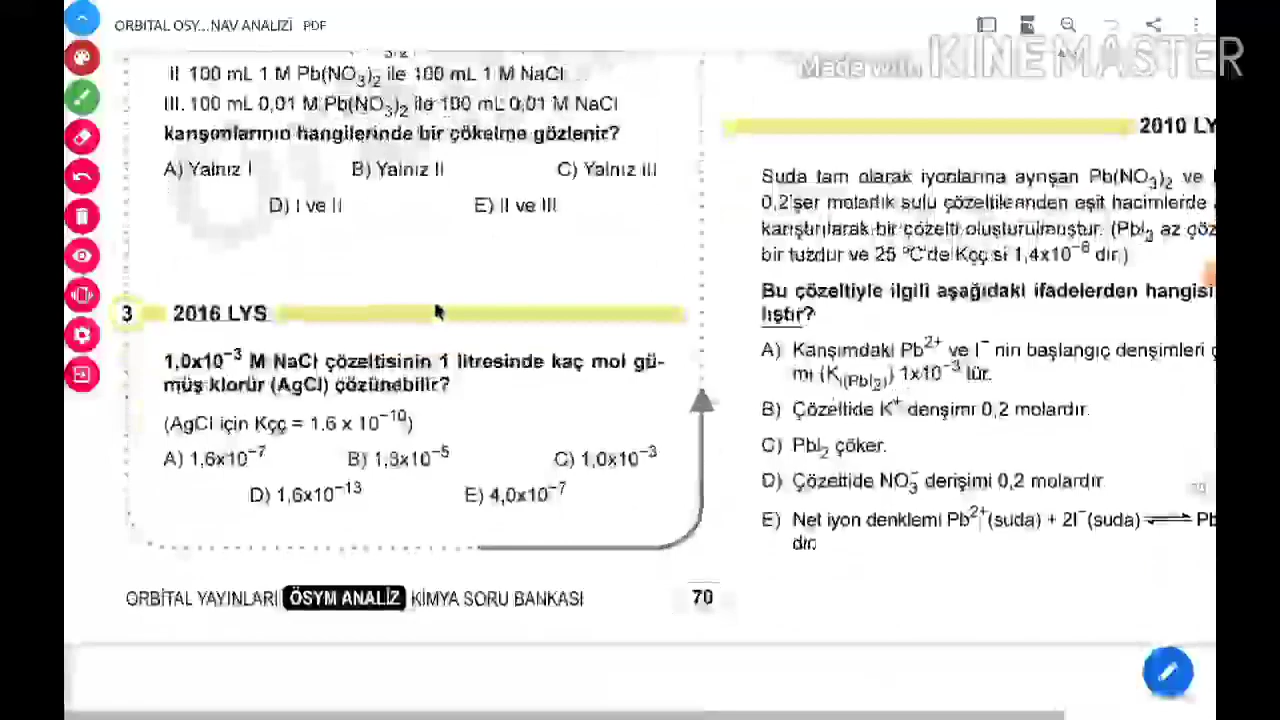 ORBITAL OSY...NAV ANALIZİ PDF
Made with KINEMASTER
II. 100 mL 1 M Pb(NO3)2 ile 100 mL 1 M NaCl
III. 100 mL 0,01 M Pb(NO3)2 ile 100 mL 0,01 M NaCl
karışımlarının hangilerinde bir çökelme gözlenir?
A) Yalnız I B) Yalnız II C) Yalnız III
D) I ve II E) II ve III
3 2016 LYS
1,0x10⁻³ M NaCl çözeltisinin 1 litresinde kaç mol gü-
müş klorür (AgCl) çözünebilir?
(AgCl için Kçç = 1.6 x 10⁻¹⁰)
A) 1,6x10⁻⁷ B) 1,3x10⁻⁵ C) 1,0x10⁻³
D) 1,6x10⁻¹³ E) 4,0x10⁻⁷
ORBİTAL YAYINLARI ÖSYM ANALİZ KİMYA SORU BANKASI 70
2010 LY
Suda tam olarak iyonlarına ayrışan Pb(NO3)2 ve
0,2'şer molarlık sulu çözeltilerinden eşit hacimlerde
karıştırılarak bir çözelti oluşturulmuştur. (PbI2 az çöz
bir tuzdur ve 25 °C'de Kçç si 1,4x10⁻⁸ dir.)
Bu çözeltiyle ilgili aşağıdaki ifadelerden hangisi
lıştır?
A) Karışımdaki Pb²⁺ ve I⁻ nin başlangıç derişimleri ç
mı (Kᵢ(PbI2)) 1x10⁻³ tür.
B) Çözeltide K⁺ derişimi 0,2 molardır.
C) PbI2 çöker.
D) Çözeltide NO3⁻ derişimi 0,2 molardır
E) Net iyon denklemi Pb²⁺(suda) + 2I⁻(suda) ⇌ Pb
dir.